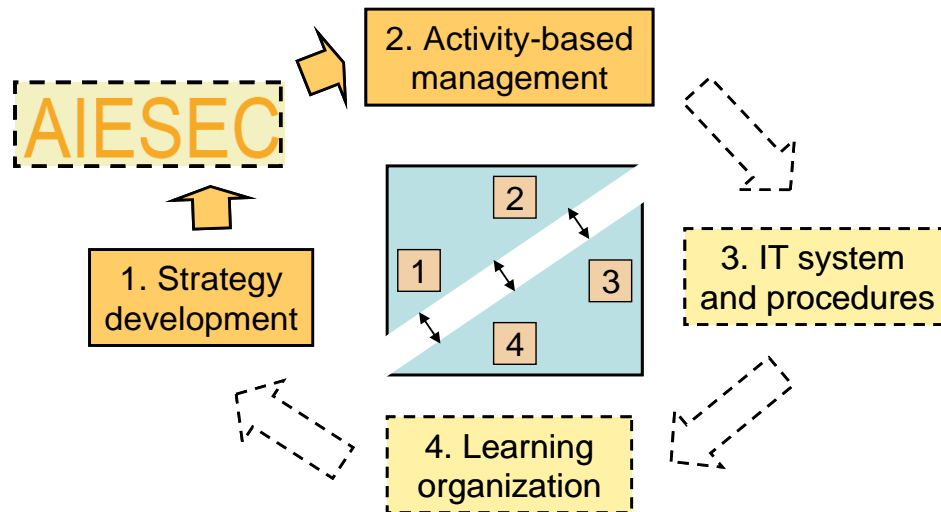 2. Activity-based
management
AIESEC
2
1
3
4
1. Strategy
development
3. IT system
and procedures
4. Learning
organization